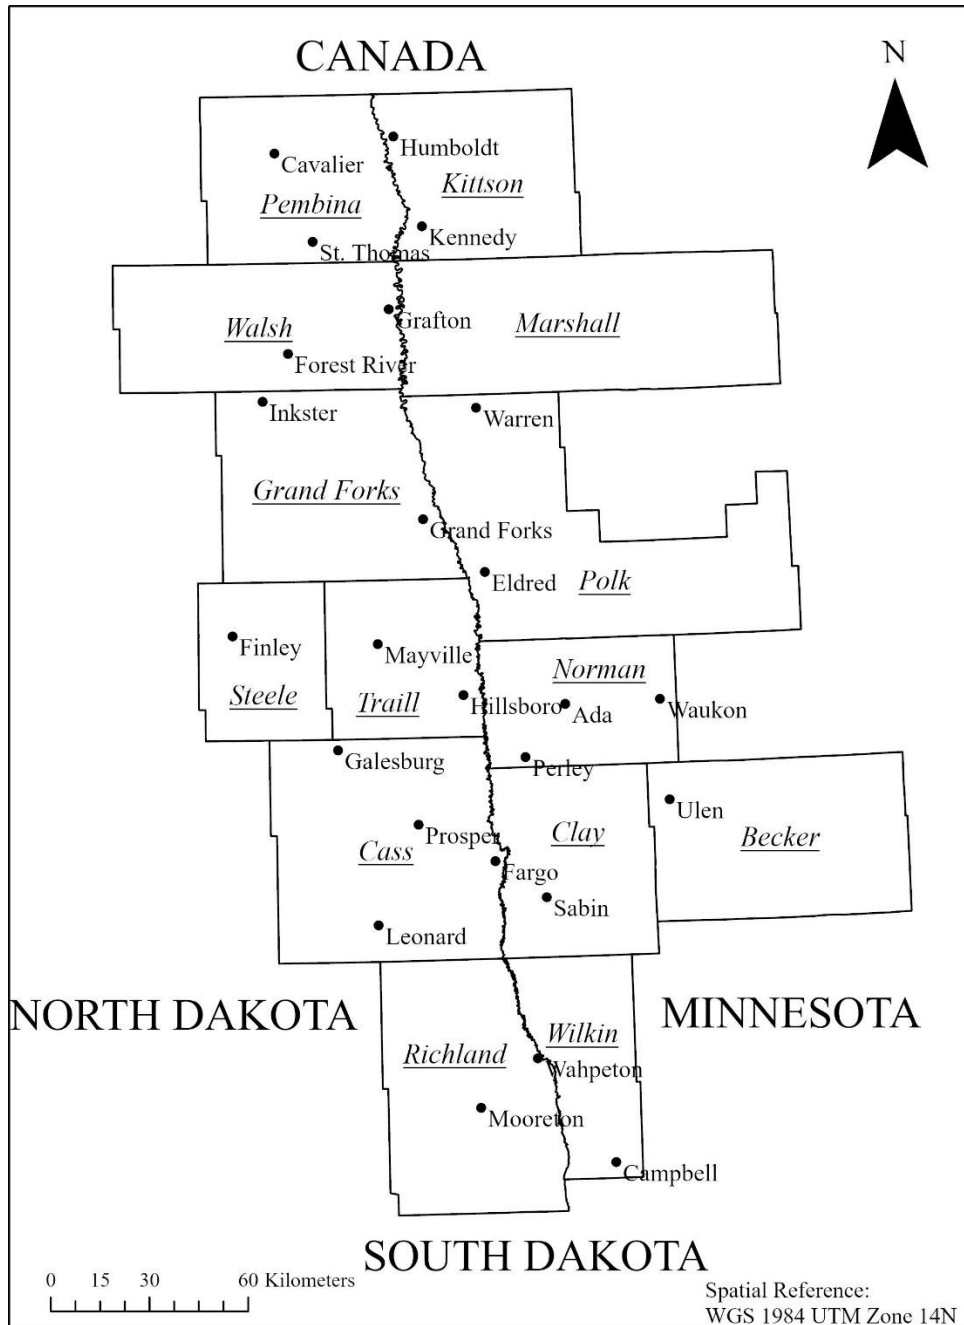 CANADA
N
Humboldt
Cavalier
Kittson
Pembina
Kennedy
St. Thomas
Grafton
Walsh
Marshall
Forest River
Inkster
Warren
Grand Forks
Grand Forks
Eldred
Polk
Finley
Mayville
Norman
Steele
Traill
Hillsboro
Ada
Waukon
Galesburg
Perley
Ulen
Prosper
Clay
Becker
Cass
Fargo
Sabin
Leonard
NORTH DAKOTA
MINNESOTA
Wilkin
Richland
Wahpeton
Mooreton
Campbell
SOUTH DAKOTA
0 15 30 60 Kilometers
Spatial Reference:
WGS 1984 UTM Zone 14N